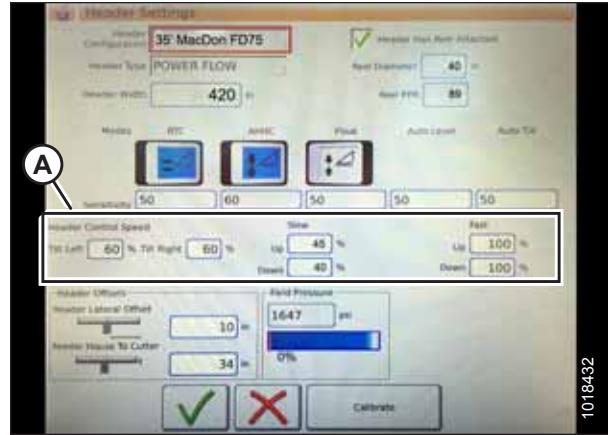 Header Settings
Header Configuration 35' MacDon FD75 Header Has Reel Attached
Header Type POWER FLOW Reel Diameter 40 in
Header Width 420 in Reel PPR 89
Modes RTC AHHC Float Auto Level Auto Tilt
A
Sensitivity 50 60 50 50 50
Header Control Speed Slow Fast
Tilt Left 60 % Tilt Right 60 % Up 45 % Up 100 %
Down 40 % Down 100 %
Header Offsets Field Pressure
Header Lateral Offset 1647 psi
10 in
Header House To Cutter 0%
34 in
Calibrate
1018432